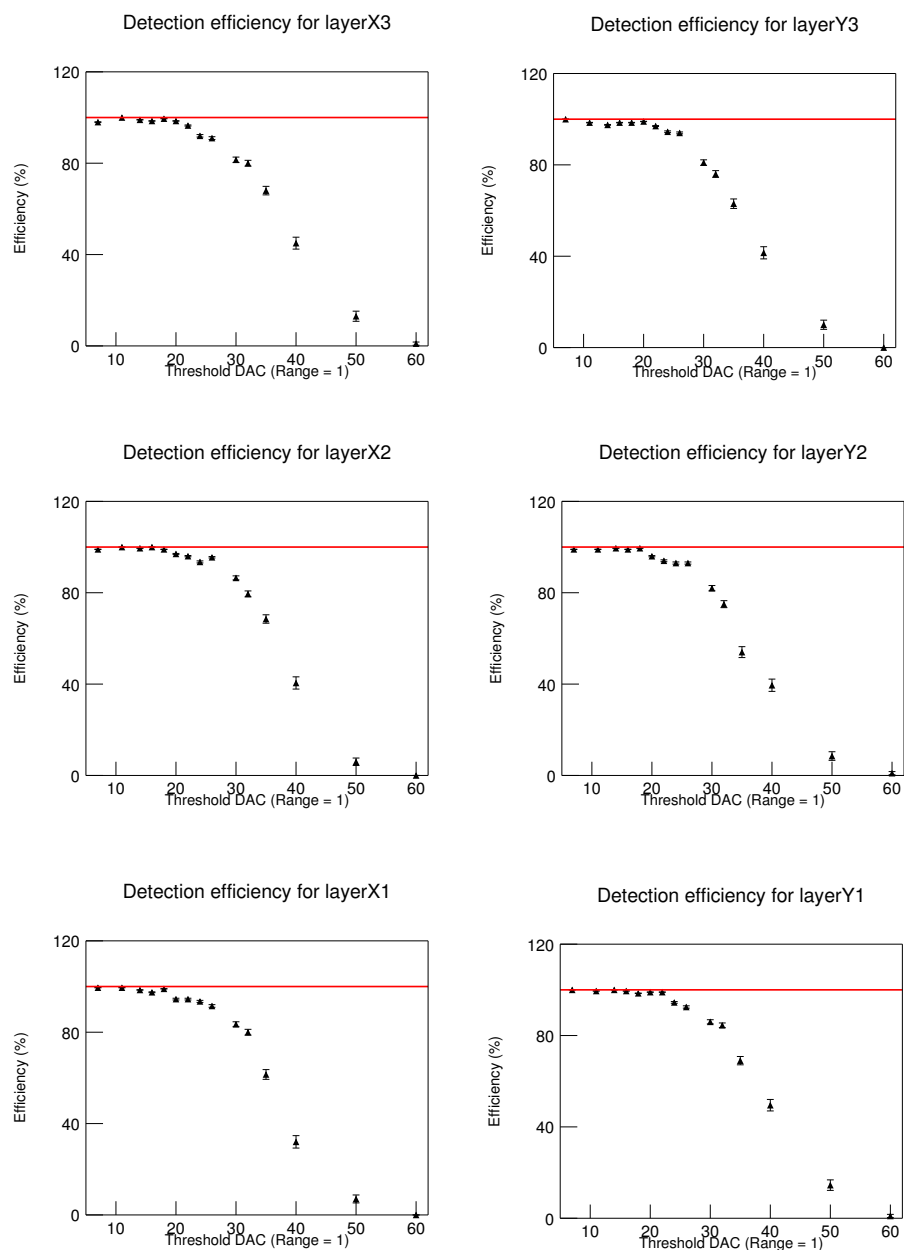 Detection efficiency for layerX3
120
80
40
0
Efficiency (%)
10 20 30 40 50 60
Threshold DAC (Range = 1)
Detection efficiency for layerY3
120
80
40
0
Efficiency (%)
10 20 30 40 50 60
Threshold DAC (Range = 1)
Detection efficiency for layerX2
120
80
40
0
Efficiency (%)
10 20 30 40 50 60
Threshold DAC (Range = 1)
Detection efficiency for layerY2
120
80
40
0
Efficiency (%)
10 20 30 40 50 60
Threshold DAC (Range = 1)
Detection efficiency for layerX1
120
80
40
0
Efficiency (%)
10 20 30 40 50 60
Threshold DAC (Range = 1)
Detection efficiency for layerY1
120
80
40
0
Efficiency (%)
10 20 30 40 50 60
Threshold DAC (Range = 1)